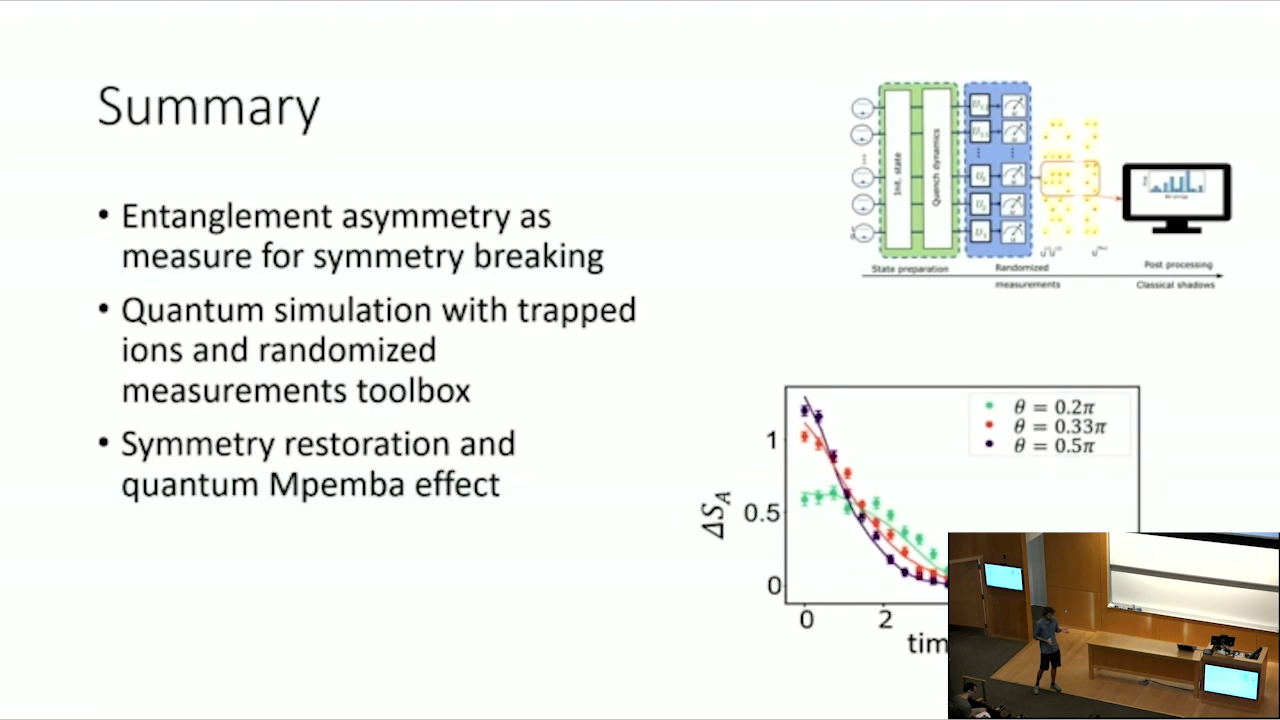 Summary
• Entanglement asymmetry as
measure for symmetry breaking
• Quantum simulation with trapped
ions and randomized
measurements toolbox
• Symmetry restoration and
quantum Mpemba effect
Init. state
Quench dynamics
State preparation
Randomized
measurements
Post processing
Classical shadows
θ = 0.2π
θ = 0.33π
θ = 0.5π
ΔS_A
1
0.5
0
0
2
tim